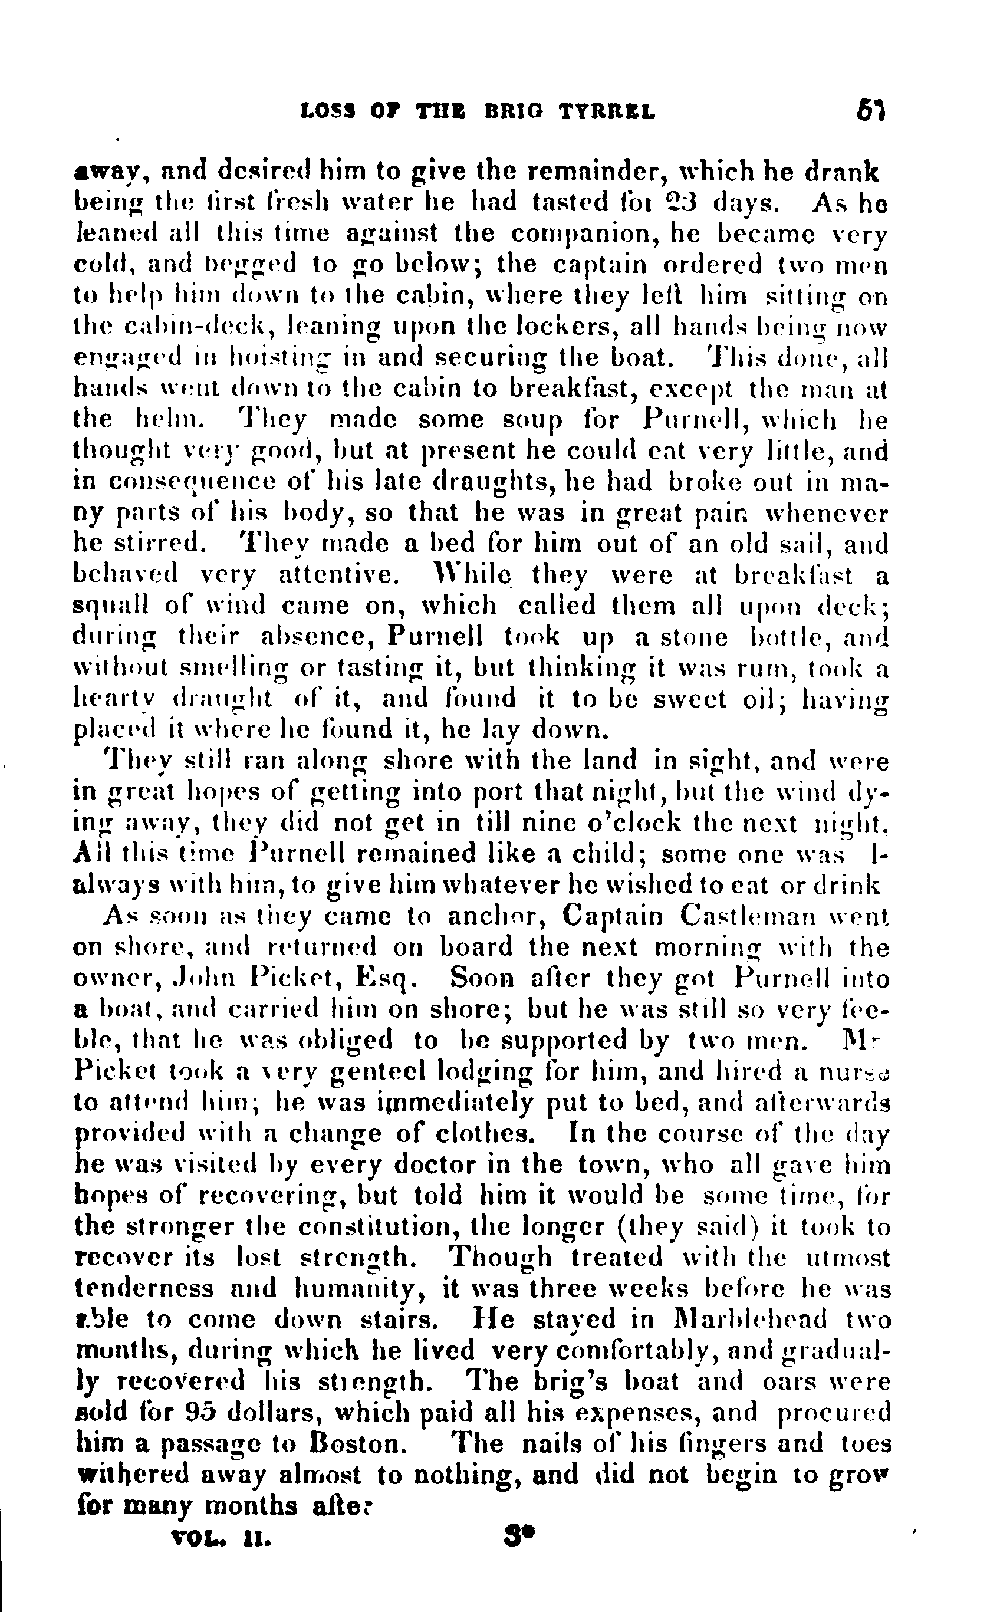 LOSS OF THE BRIG TYRREL 51
away, and desired him to give the remainder, which he drank
being the first fresh water he had tasted for 23 days. As he
leaned all this time against the companion, he became very
cold, and begged to go below; the captain ordered two men
to help him down to the cabin, where they left him sitting on
the cabin-deck, leaning upon the lockers, all hands being now
engaged in hoisting in and securing the boat. This done, all
hands went down to the cabin to breakfast, except the man at
the helm. They made some soup for Purnell, which he
thought very good, but at present he could eat very little, and
in consequence of his late draughts, he had broke out in ma-
ny parts of his body, so that he was in great pain whenever
he stirred. They made a bed for him out of an old sail, and
behaved very attentive. While they were at breakfast a
squall of wind came on, which called them all upon deck;
during their absence, Purnell took up a stone bottle, and
without smelling or tasting it, but thinking it was rum, took a
hearty draught of it, and found it to be sweet oil; having
placed it where he found it, he lay down.
They still ran along shore with the land in sight, and were
in great hopes of getting into port that night, but the wind dy-
ing away, they did not get in till nine o'clock the next night.
All this time Purnell remained like a child; some one was l-
always with him, to give him whatever he wished to eat or drink
As soon as they came to anchor, Captain Castleman went
on shore, and returned on board the next morning with the
owner, John Picket, Esq. Soon after they got Purnell into
a boat, and carried him on shore; but he was still so very fee-
ble, that he was obliged to be supported by two men. Mr
Picket took a very genteel lodging for him, and hired a nurse
to attend him; he was immediately put to bed, and afterwards
provided with a change of clothes. In the course of the day
he was visited by every doctor in the town, who all gave him
hopes of recovering, but told him it would be some time, for
the stronger the constitution, the longer (they said) it took to
recover its lost strength. Though treated with the utmost
tenderness and humanity, it was three weeks before he was
able to come down stairs. He stayed in Marblehead two
months, during which he lived very comfortably, and gradual-
ly recovered his strength. The brig's boat and oars were
sold for 95 dollars, which paid all his expenses, and procured
him a passage to Boston. The nails of his fingers and toes
withered away almost to nothing, and did not begin to grow
for many months after
VOL. II. 3*